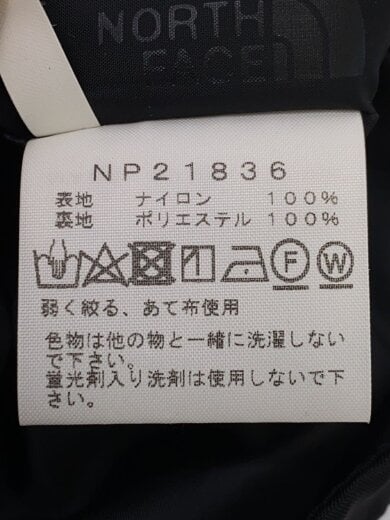 NORTH
FACE
NP21836
表地 ナイロン 100%
裏地 ポリエステル 100%
F W
弱く絞る、あて布使用
色物は他の物と一緒に洗濯しない
で下さい。
蛍光剤入り洗剤は使用しないで下
さい。